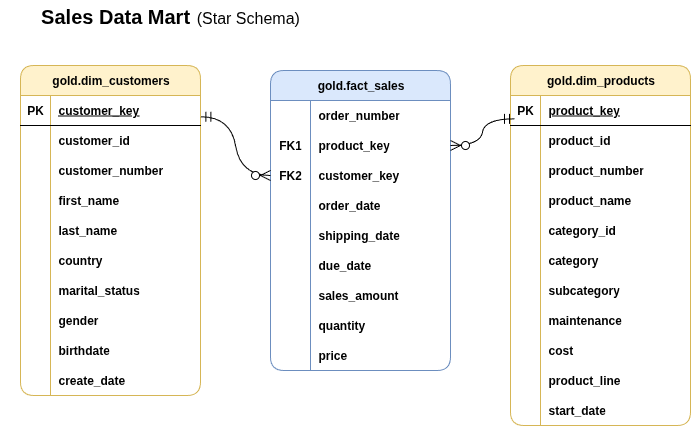 Sales Data Mart (Star Schema)
gold.dim_customers
PK customer_key
customer_id
customer_number
first_name
last_name
country
marital_status
gender
birthdate
create_date
gold.fact_sales
order_number
FK1 product_key
FK2 customer_key
order_date
shipping_date
due_date
sales_amount
quantity
price
gold.dim_products
PK product_key
product_id
product_number
product_name
category_id
category
subcategory
maintenance
cost
product_line
start_date